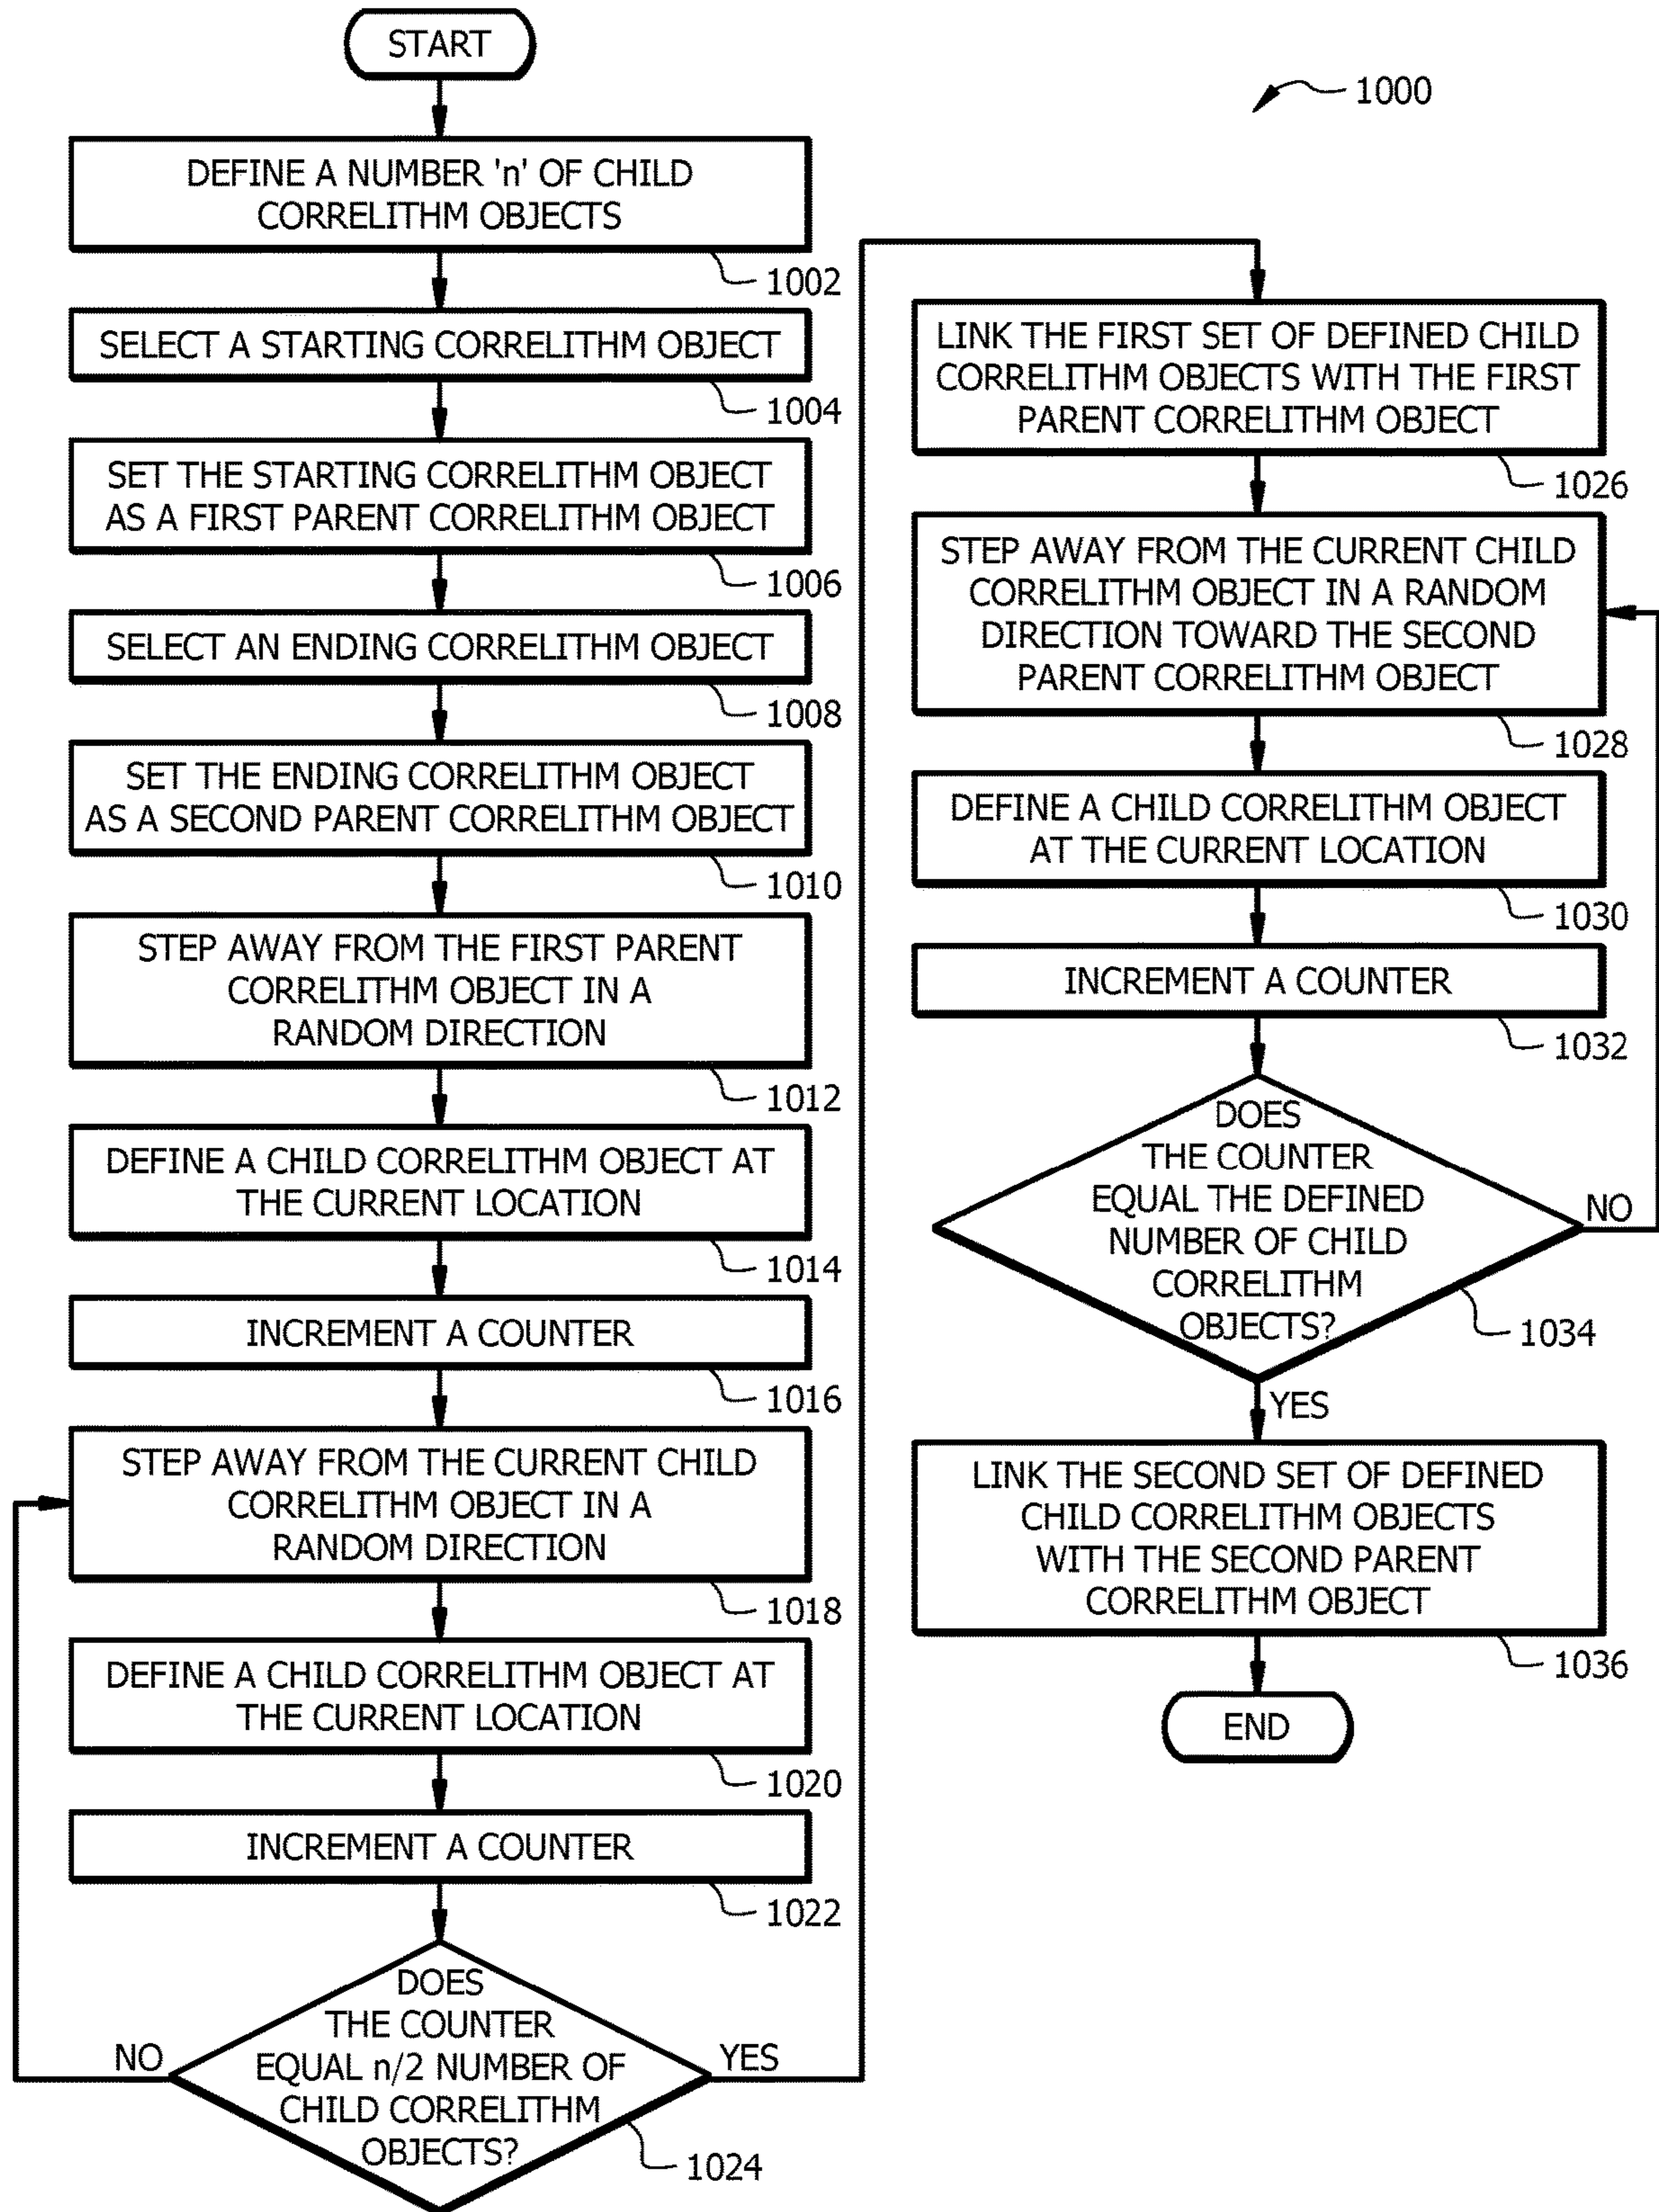 START
DEFINE A NUMBER 'n' OF CHILD
CORRELITHM OBJECTS
1002
SELECT A STARTING CORRELITHM OBJECT
1004
SET THE STARTING CORRELITHM OBJECT
AS A FIRST PARENT CORRELITHM OBJECT
1006
SELECT AN ENDING CORRELITHM OBJECT
1008
SET THE ENDING CORRELITHM OBJECT
AS A SECOND PARENT CORRELITHM OBJECT
1010
STEP AWAY FROM THE FIRST PARENT
CORRELITHM OBJECT IN A
RANDOM DIRECTION
1012
DEFINE A CHILD CORRELITHM OBJECT AT
THE CURRENT LOCATION
1014
INCREMENT A COUNTER
1016
STEP AWAY FROM THE CURRENT CHILD
CORRELITHM OBJECT IN A
RANDOM DIRECTION
1018
DEFINE A CHILD CORRELITHM OBJECT AT
THE CURRENT LOCATION
1020
INCREMENT A COUNTER
1022
DOES
THE COUNTER
EQUAL n/2 NUMBER OF
CHILD CORRELITHM
OBJECTS?
NO
YES
1024
1000
LINK THE FIRST SET OF DEFINED CHILD
CORRELITHM OBJECTS WITH THE FIRST
PARENT CORRELITHM OBJECT
1026
STEP AWAY FROM THE CURRENT CHILD
CORRELITHM OBJECT IN A RANDOM
DIRECTION TOWARD THE SECOND
PARENT CORRELITHM OBJECT
1028
DEFINE A CHILD CORRELITHM OBJECT
AT THE CURRENT LOCATION
1030
INCREMENT A COUNTER
1032
DOES
THE COUNTER
EQUAL THE DEFINED
NUMBER OF CHILD
CORRELITHM
OBJECTS?
NO
1034
YES
LINK THE SECOND SET OF DEFINED
CHILD CORRELITHM OBJECTS
WITH THE SECOND PARENT
CORRELITHM OBJECT
1036
END